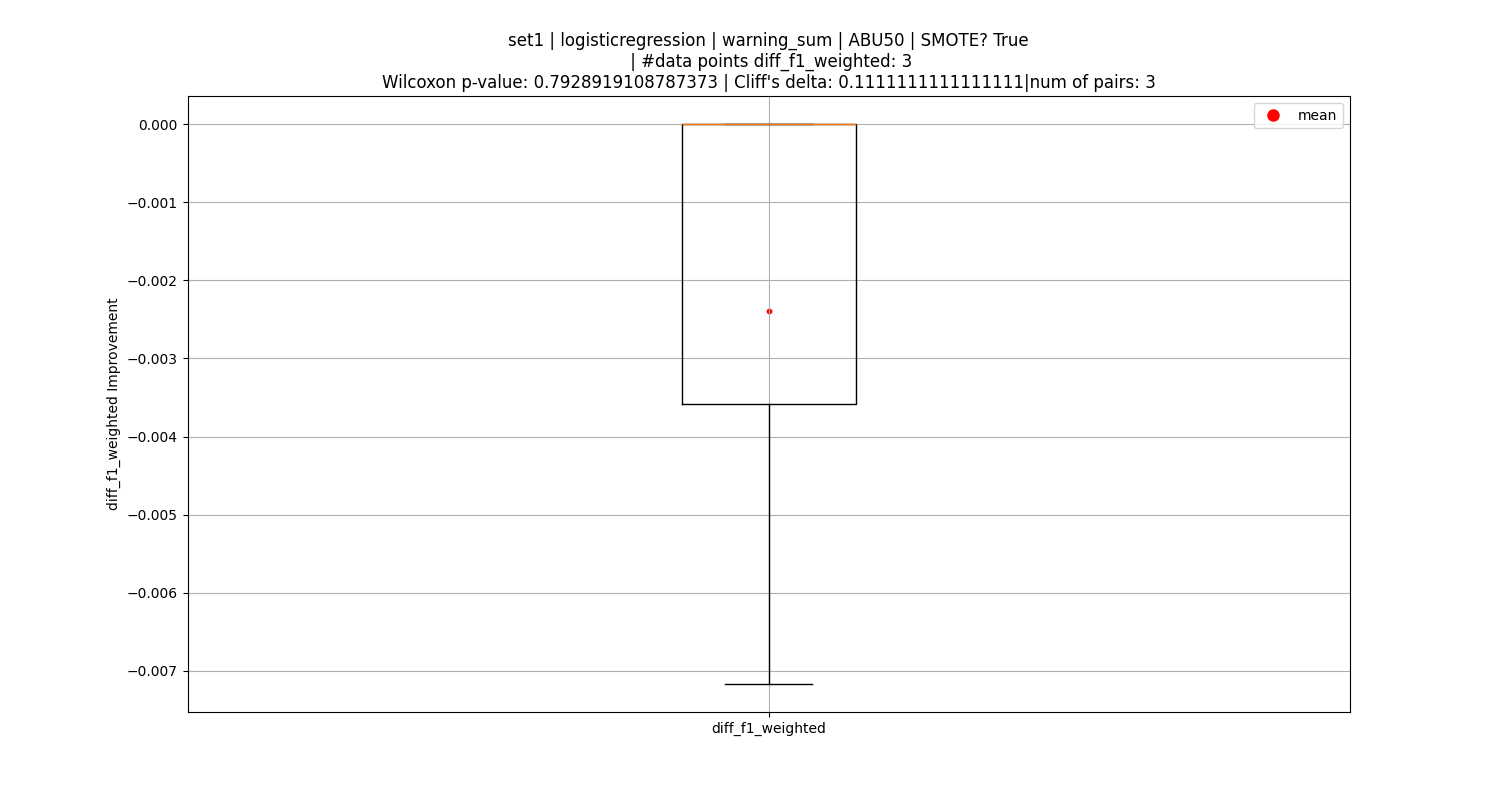 set1 | logisticregression | warning_sum | ABU50 | SMOTE? True
| #data points diff_f1_weighted: 3
Wilcoxon p-value: 0.7928919108787373 | Cliff's delta: 0.1111111111111111|num of pairs: 3
mean
0.000
−0.001
−0.002
−0.003
−0.004
−0.005
−0.006
−0.007
diff_f1_weighted Improvement
diff_f1_weighted